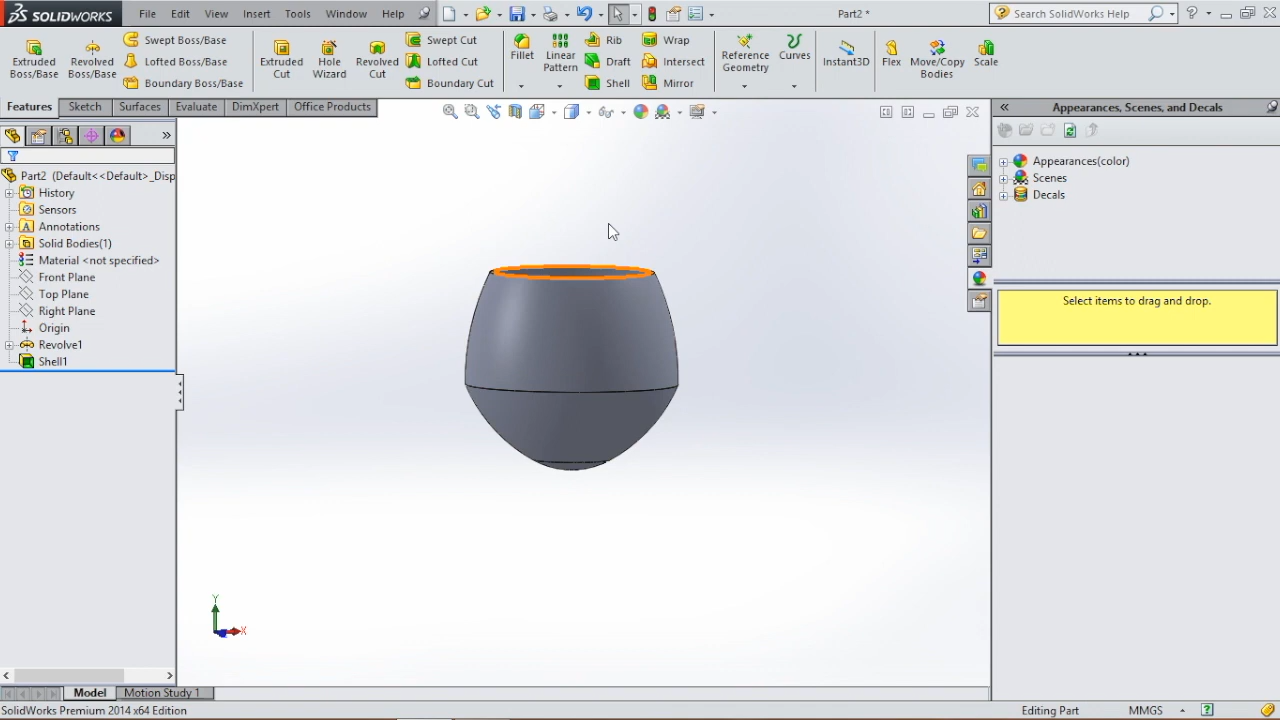 SOLIDWORKS
File Edit View Insert Tools Window Help
Part2 *
Search SolidWorks Help
Extruded Boss/Base
Revolved Boss/Base
Swept Boss/Base
Lofted Boss/Base
Boundary Boss/Base
Extruded Cut
Hole Wizard
Revolved Cut
Swept Cut
Lofted Cut
Boundary Cut
Fillet
Linear Pattern
Rib
Draft
Shell
Wrap
Intersect
Mirror
Reference Geometry
Curves
Instant3D
Flex
Move/Copy Bodies
Scale
Features Sketch Surfaces Evaluate DimXpert Office Products
Part2 (Default<<Default>_Disp
History
Sensors
Annotations
Solid Bodies(1)
Material <not specified>
Front Plane
Top Plane
Right Plane
Origin
Revolve1
Shell1
Y
X
Appearances, Scenes, and Decals
Appearances(color)
Scenes
Decals
Select items to drag and drop.
Model Motion Study 1
SolidWorks Premium 2014 x64 Edition
Editing Part
MMGS